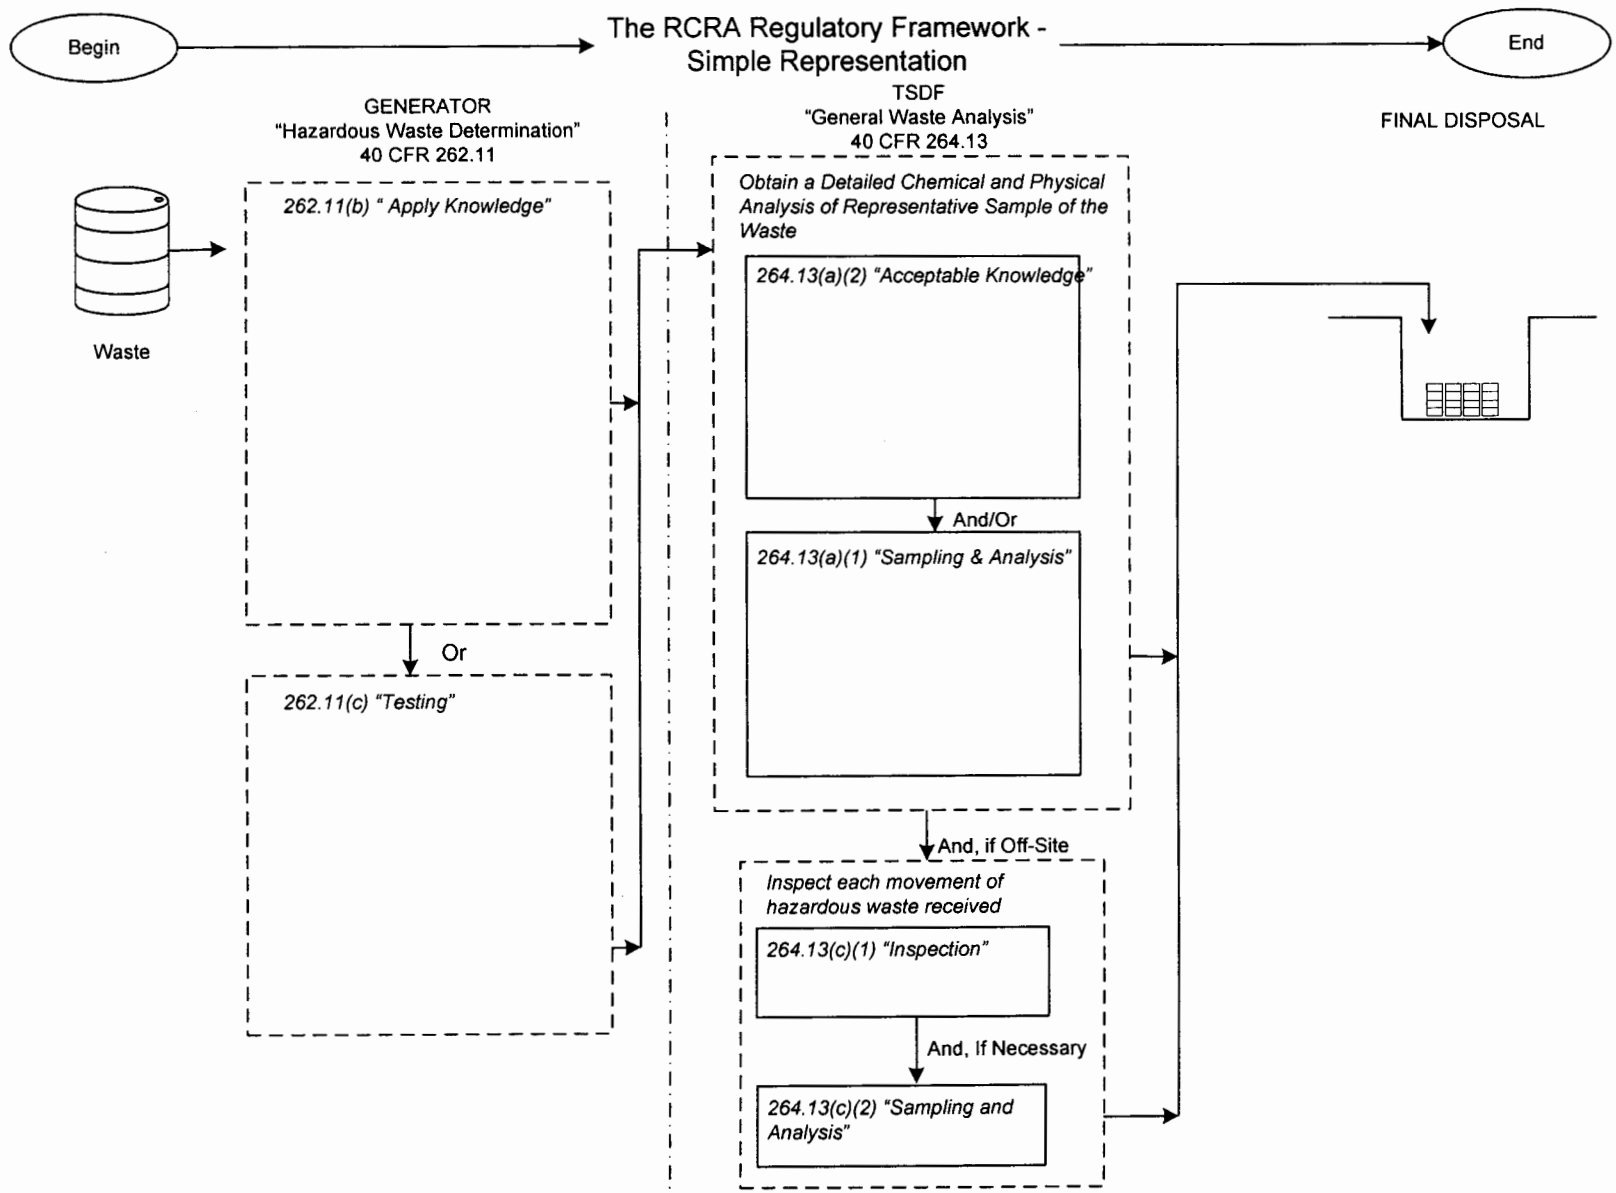 Begin
The RCRA Regulatory Framework -
Simple Representation
End
GENERATOR
"Hazardous Waste Determination"
40 CFR 262.11
TSDF
"General Waste Analysis"
40 CFR 264.13
FINAL DISPOSAL
Waste
262.11(b) " Apply Knowledge"
Or
262.11(c) "Testing"
Obtain a Detailed Chemical and Physical
Analysis of Representative Sample of the
Waste
264.13(a)(2) "Acceptable Knowledge"
And/Or
264.13(a)(1) "Sampling & Analysis"
And, if Off-Site
Inspect each movement of
hazardous waste received
264.13(c)(1) "Inspection"
And, If Necessary
264.13(c)(2) "Sampling and
Analysis"